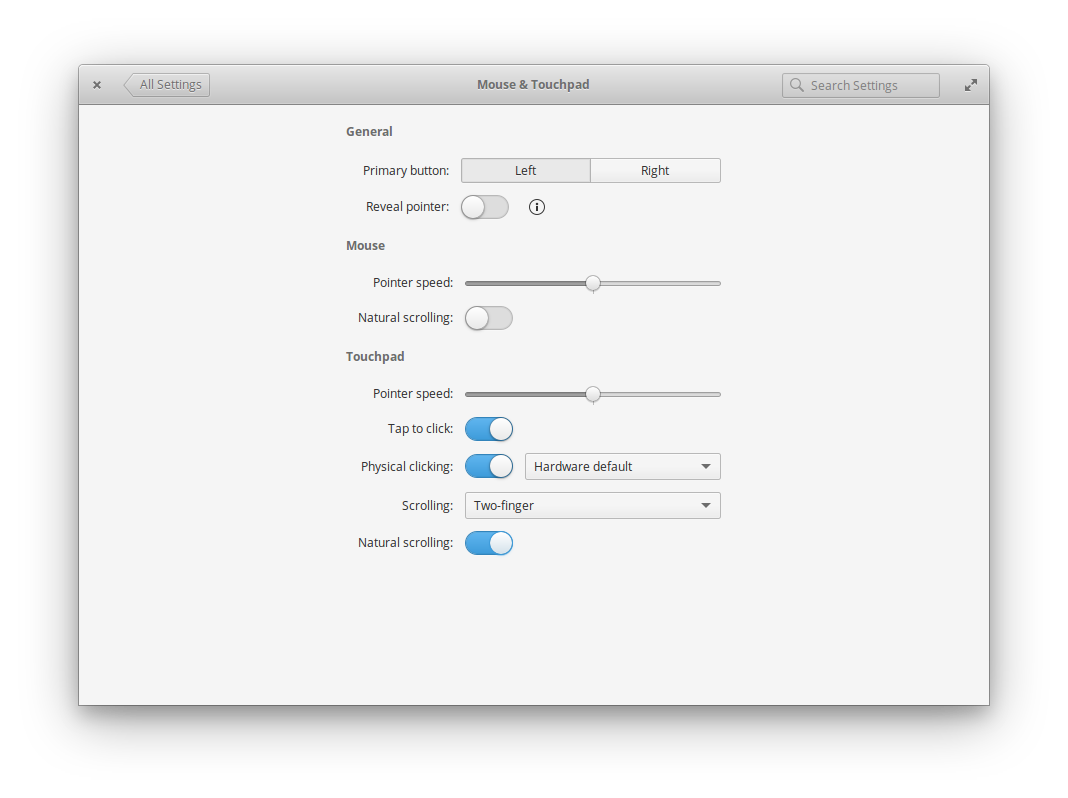 All Settings
Mouse & Touchpad
Search Settings
General
Primary button: Left Right
Reveal pointer:
Mouse
Pointer speed:
Natural scrolling:
Touchpad
Pointer speed:
Tap to click:
Physical clicking: Hardware default
Scrolling: Two-finger
Natural scrolling: